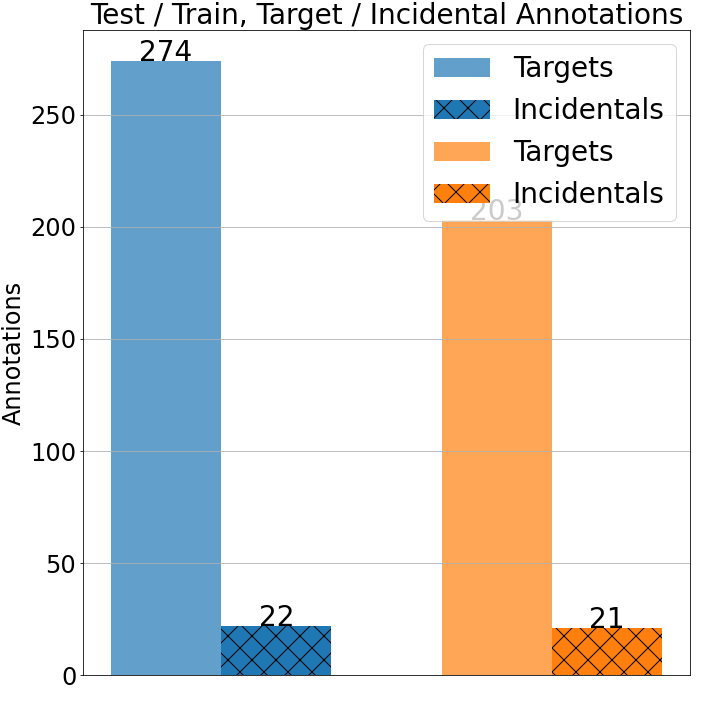 Test / Train, Target / Incidental Annotations
274
Targets
Incidentals
Targets
Incidentals
203
22
21
Annotations
250
200
150
100
50
0